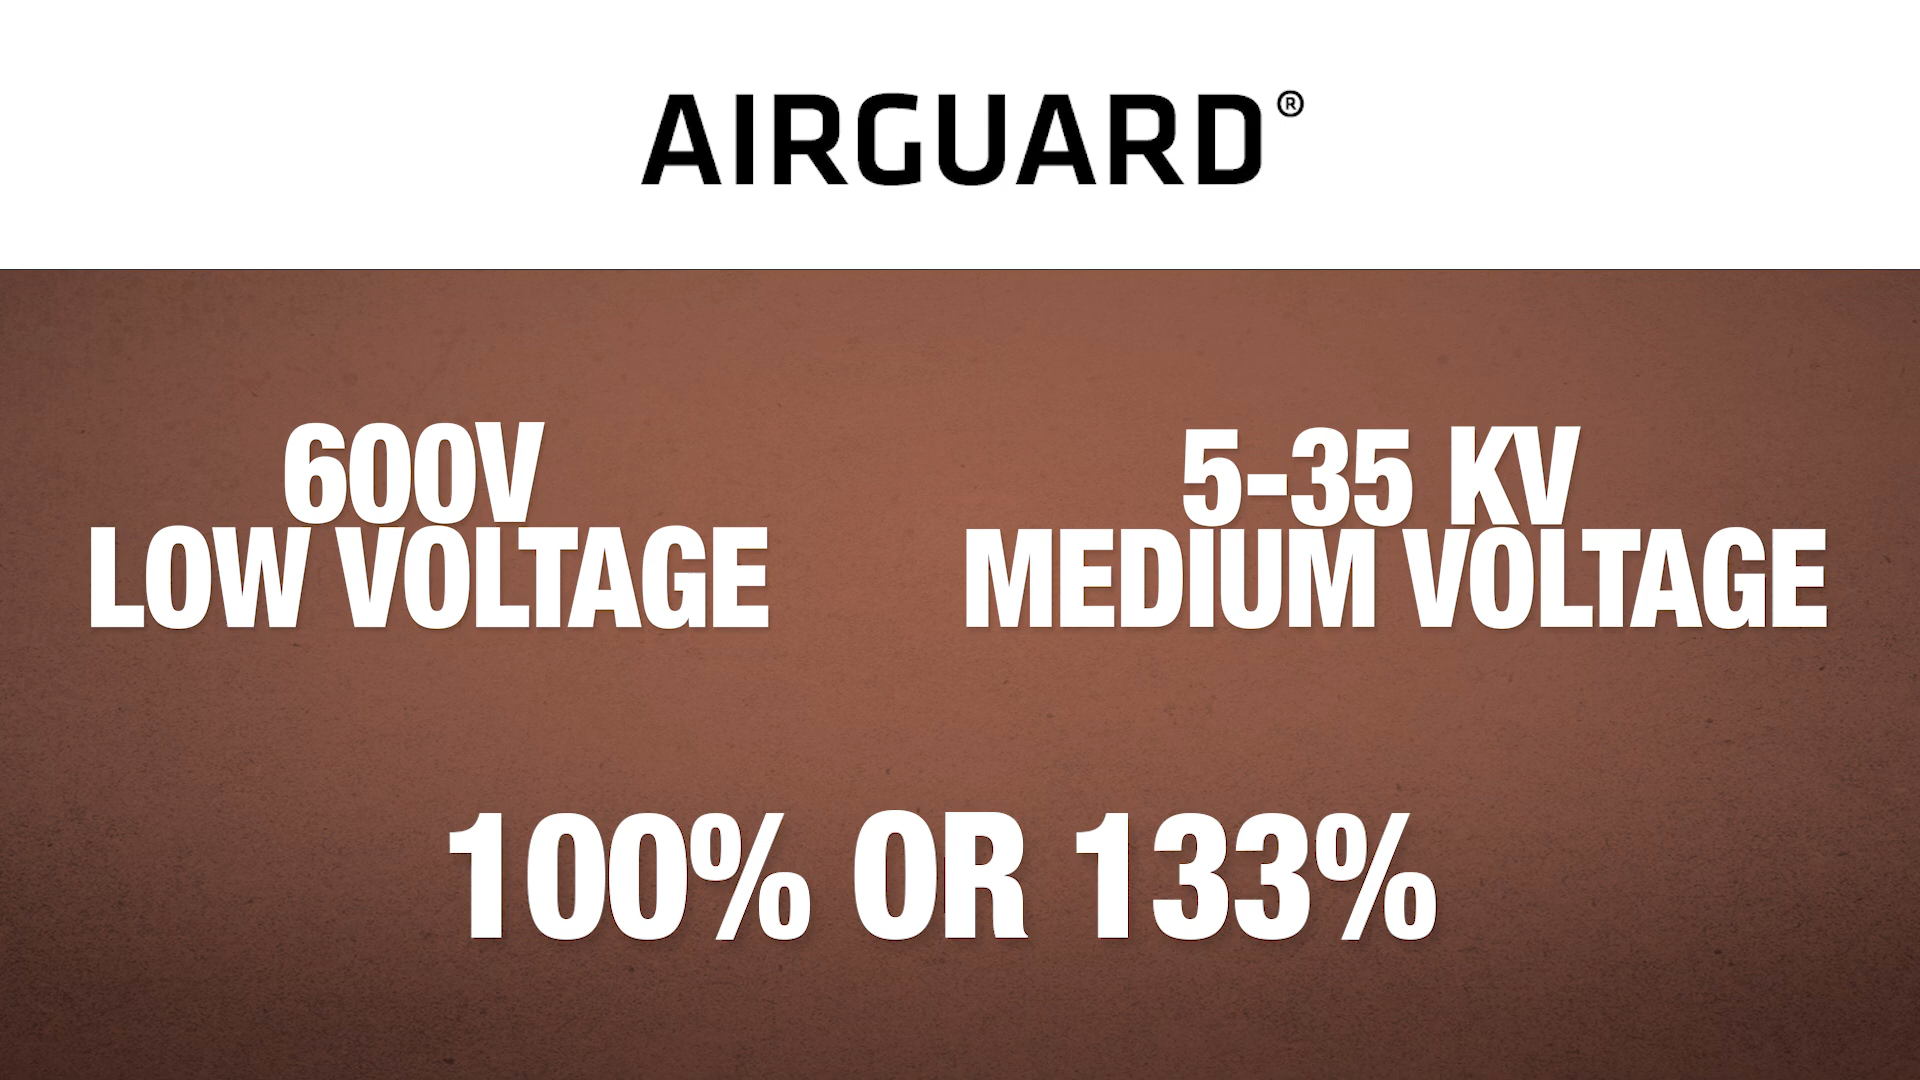 AIRGUARD®
600V
LOW VOLTAGE
5-35 KV
MEDIUM VOLTAGE
100% OR 133%